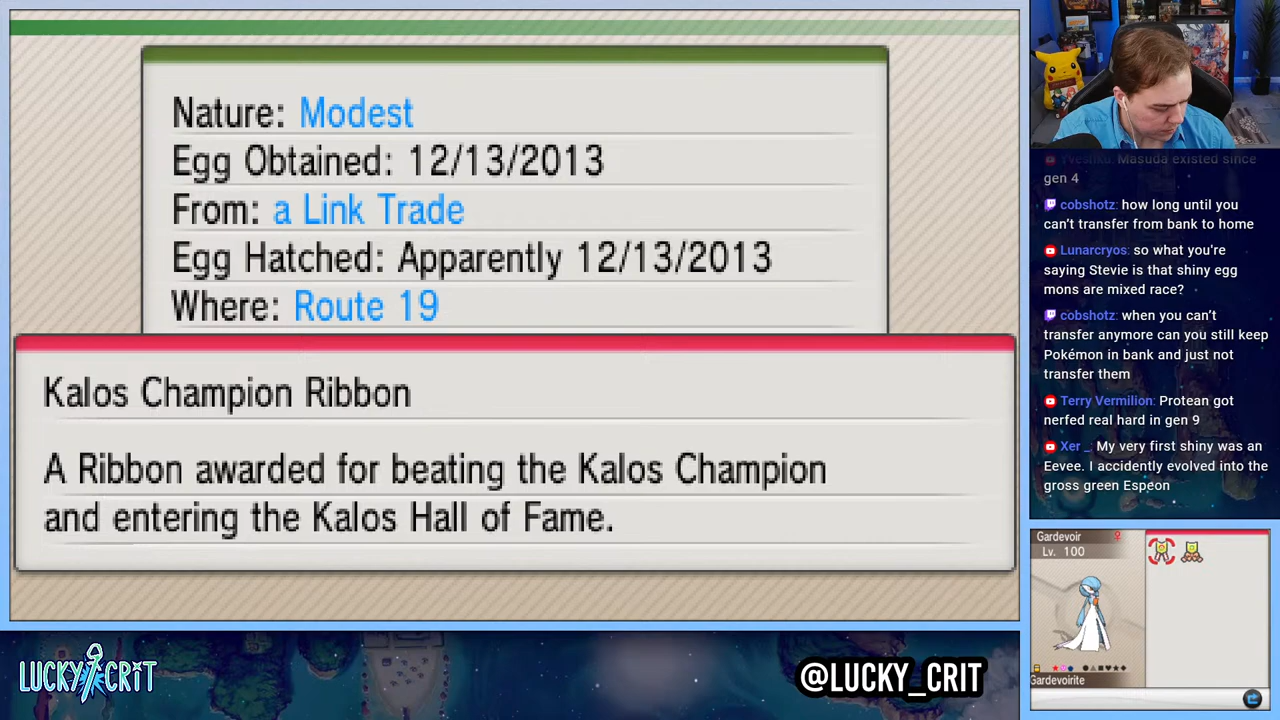 Nature: Modest
Egg Obtained: 12/13/2013
From: a Link Trade
Egg Hatched: Apparently 12/13/2013
Where: Route 19
Kalos Champion Ribbon
A Ribbon awarded for beating the Kalos Champion
and entering the Kalos Hall of Fame.
LUCKY CRIT
@LUCKY_CRIT
Masuda existed since
gen 4
cobshotz: how long until you
can’t transfer from bank to home
Lunarcryos: so what you're
saying Stevie is that shiny egg
mons are mixed race?
cobshotz: when you can’t
transfer anymore can you still keep
Pokémon in bank and just not
transfer them
Terry Vermilion: Protean got
nerfed real hard in gen 9
Xer _: My very first shiny was an
Eevee. I accidently evolved into the
gross green Espeon
Gardevoir ♀
Lv. 100
Gardevoirite